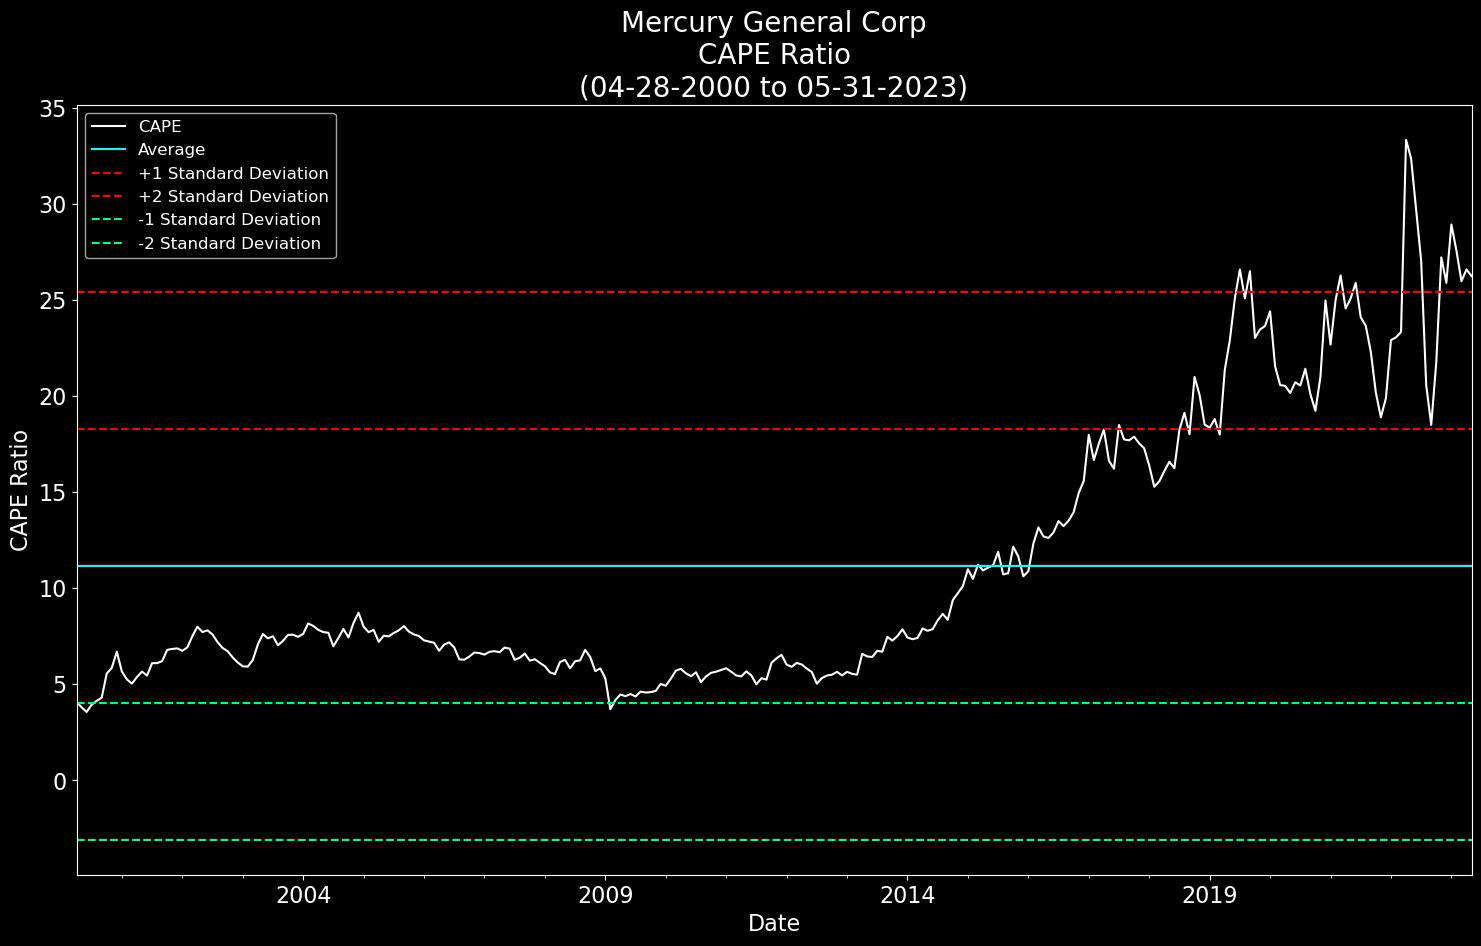 Mercury General Corp
CAPE Ratio
(04-28-2000 to 05-31-2023)
35
30
25
20
15
10
5
0
CAPE Ratio
CAPE
Average
+1 Standard Deviation
+2 Standard Deviation
-1 Standard Deviation
-2 Standard Deviation
2004
2009
2014
2019
Date